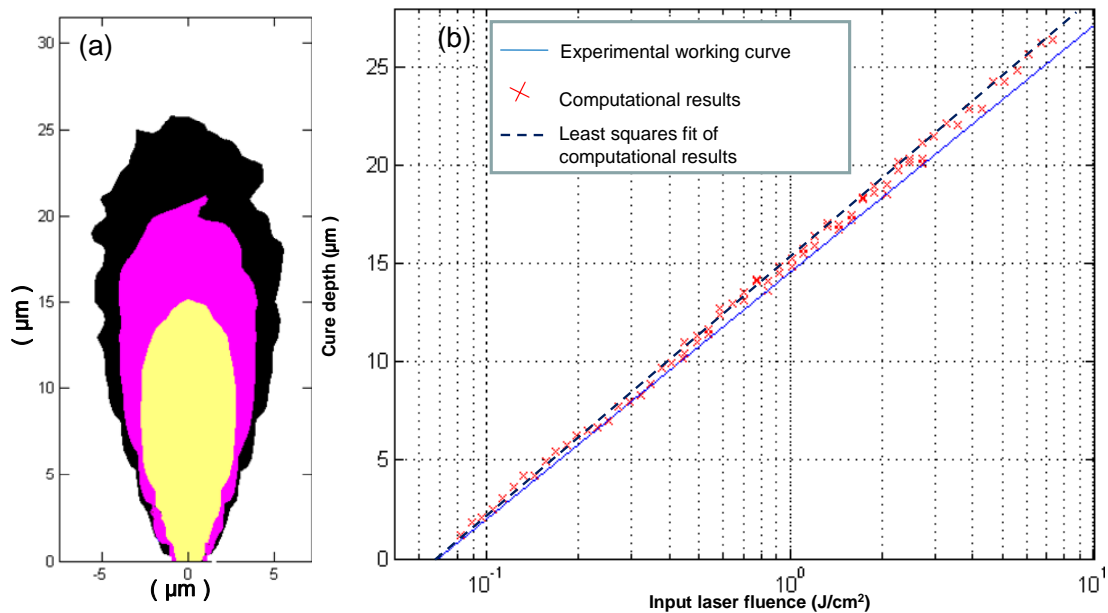 (a)
30
25
20
15
10
5
0
-5
0
5
( µm)
( µm)
(b)
Experimental working curve
Computational results
Least squares fit of
computational results
25
20
15
10
5
0
Cure depth (µm)
10-1
100
101
Input laser fluence (J/cm²)